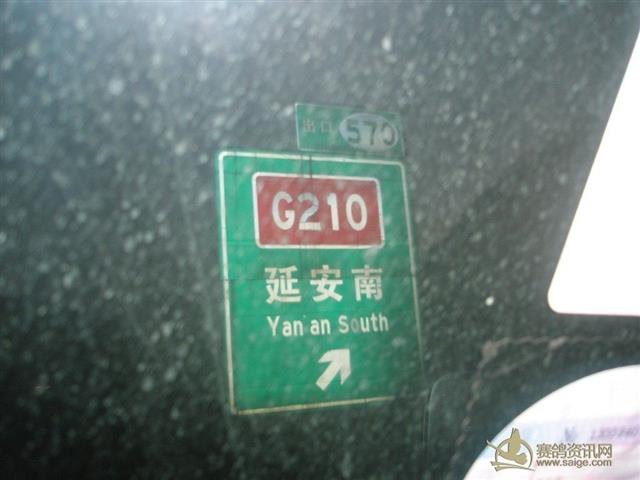 出口 570
G210
延安南
Yan an South
赛鸽资讯网
www.saige.com